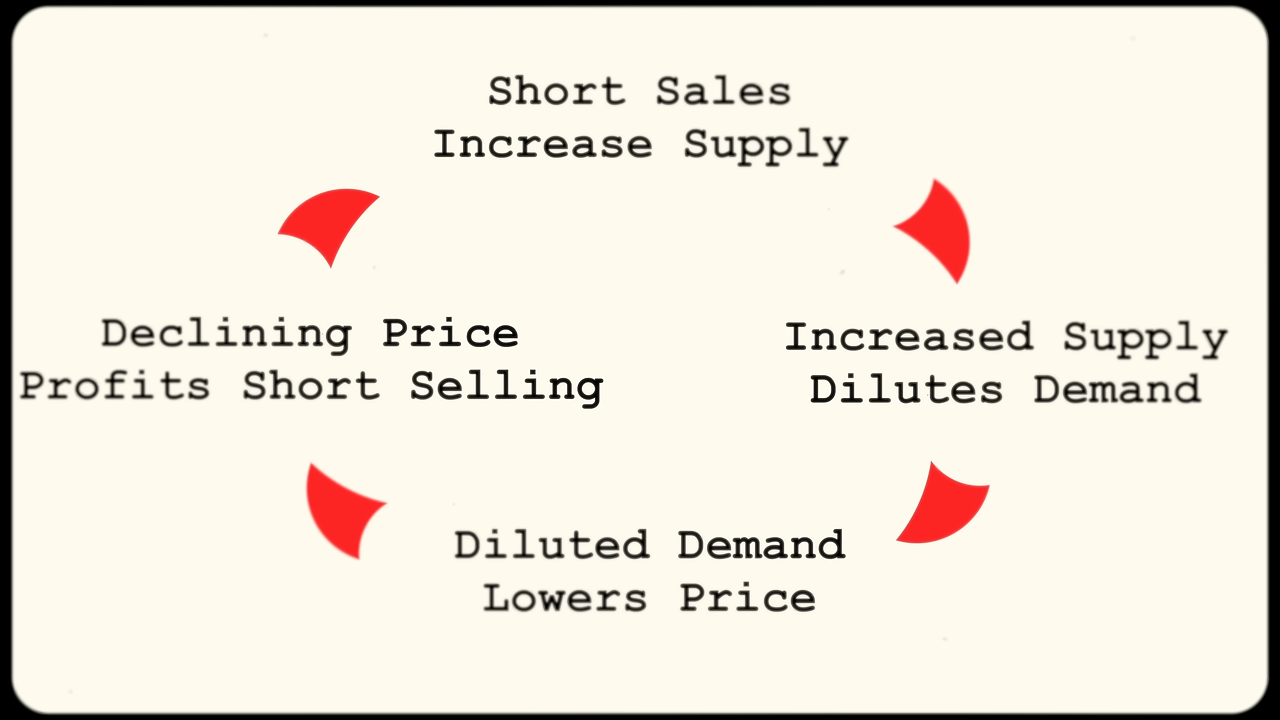 Short Sales
Increase Supply
Declining Price
Profits Short Selling
Increased Supply
Dilutes Demand
Diluted Demand
Lowers Price